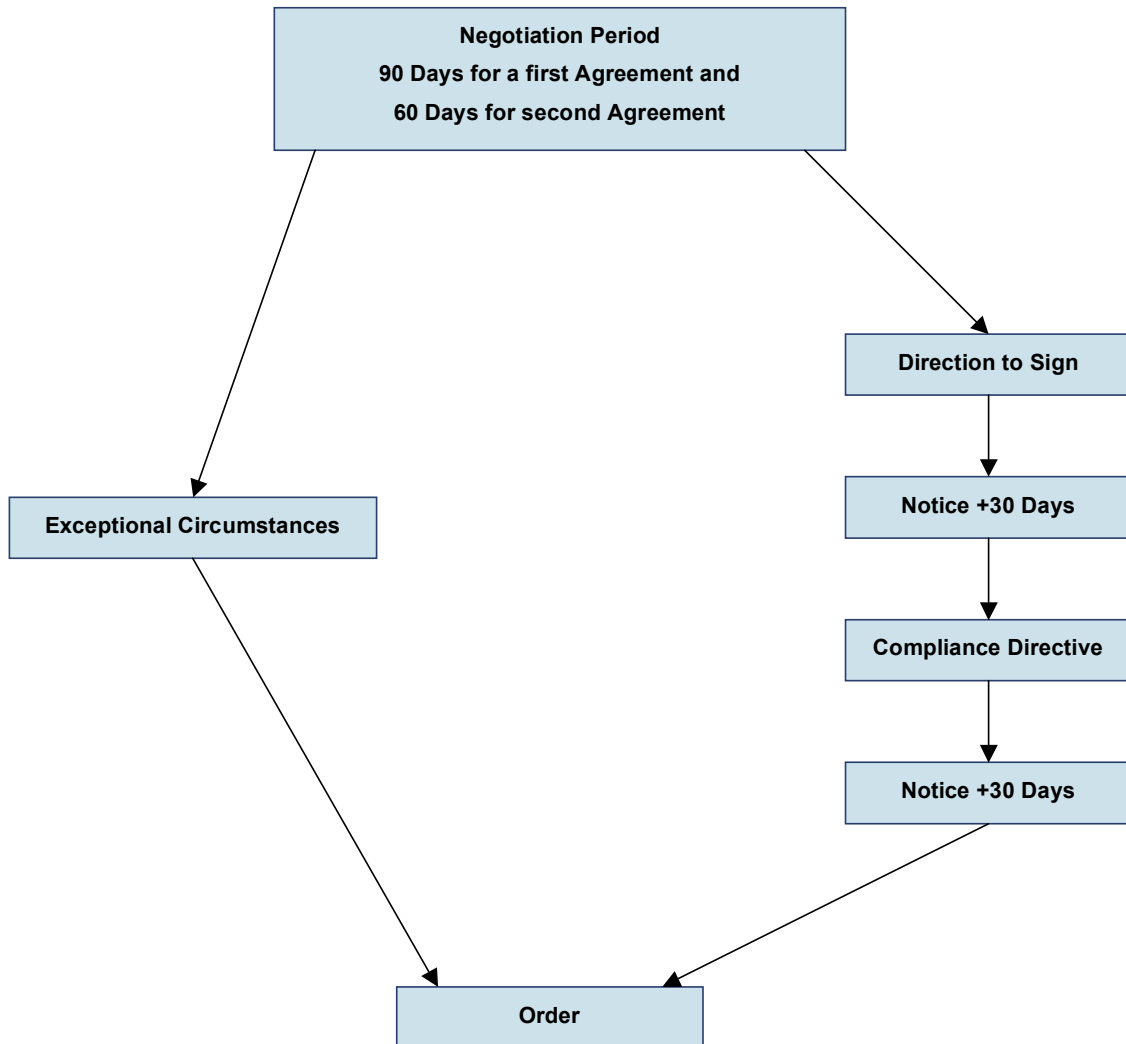 Negotiation Period
90 Days for a first Agreement and
60 Days for second Agreement
Direction to Sign
Notice +30 Days
Exceptional Circumstances
Compliance Directive
Notice +30 Days
Order